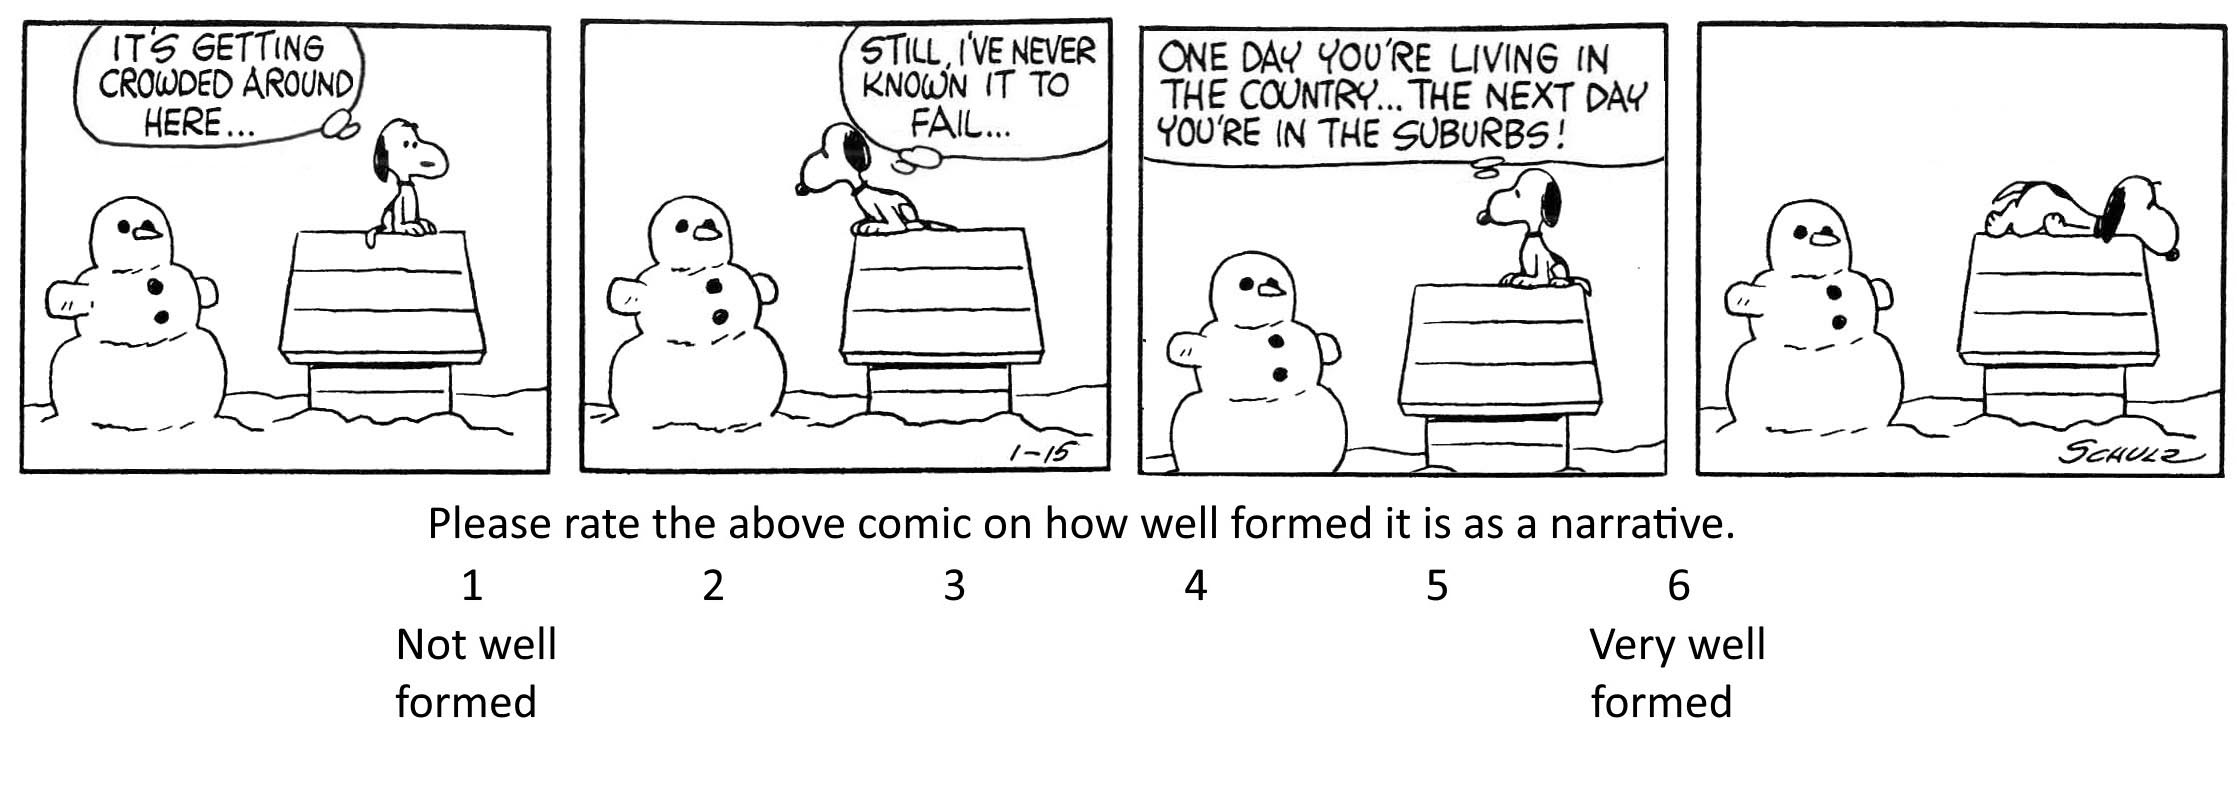 IT'S GETTING
CROWDED AROUND
HERE...
STILL, I'VE NEVER
KNOWN IT TO
FAIL...
1-15
ONE DAY YOU'RE LIVING IN
THE COUNTRY... THE NEXT DAY
YOU'RE IN THE SUBURBS!
SCHULZ
Please rate the above comic on how well formed it is as a narrative.
1 2 3 4 5 6
Not well
formed
Very well
formed